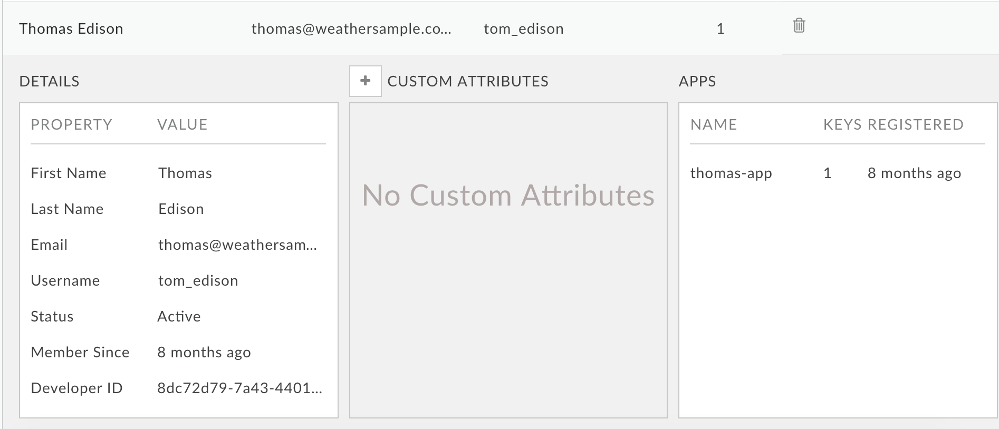 Thomas Edison thomas@weathersample.co... tom_edison 1
DETAILS
PROPERTY VALUE
First Name Thomas
Last Name Edison
Email thomas@weathersam...
Username tom_edison
Status Active
Member Since 8 months ago
Developer ID 8dc72d79-7a43-4401...
+ CUSTOM ATTRIBUTES
No Custom Attributes
APPS
NAME KEYS REGISTERED
thomas-app 1 8 months ago